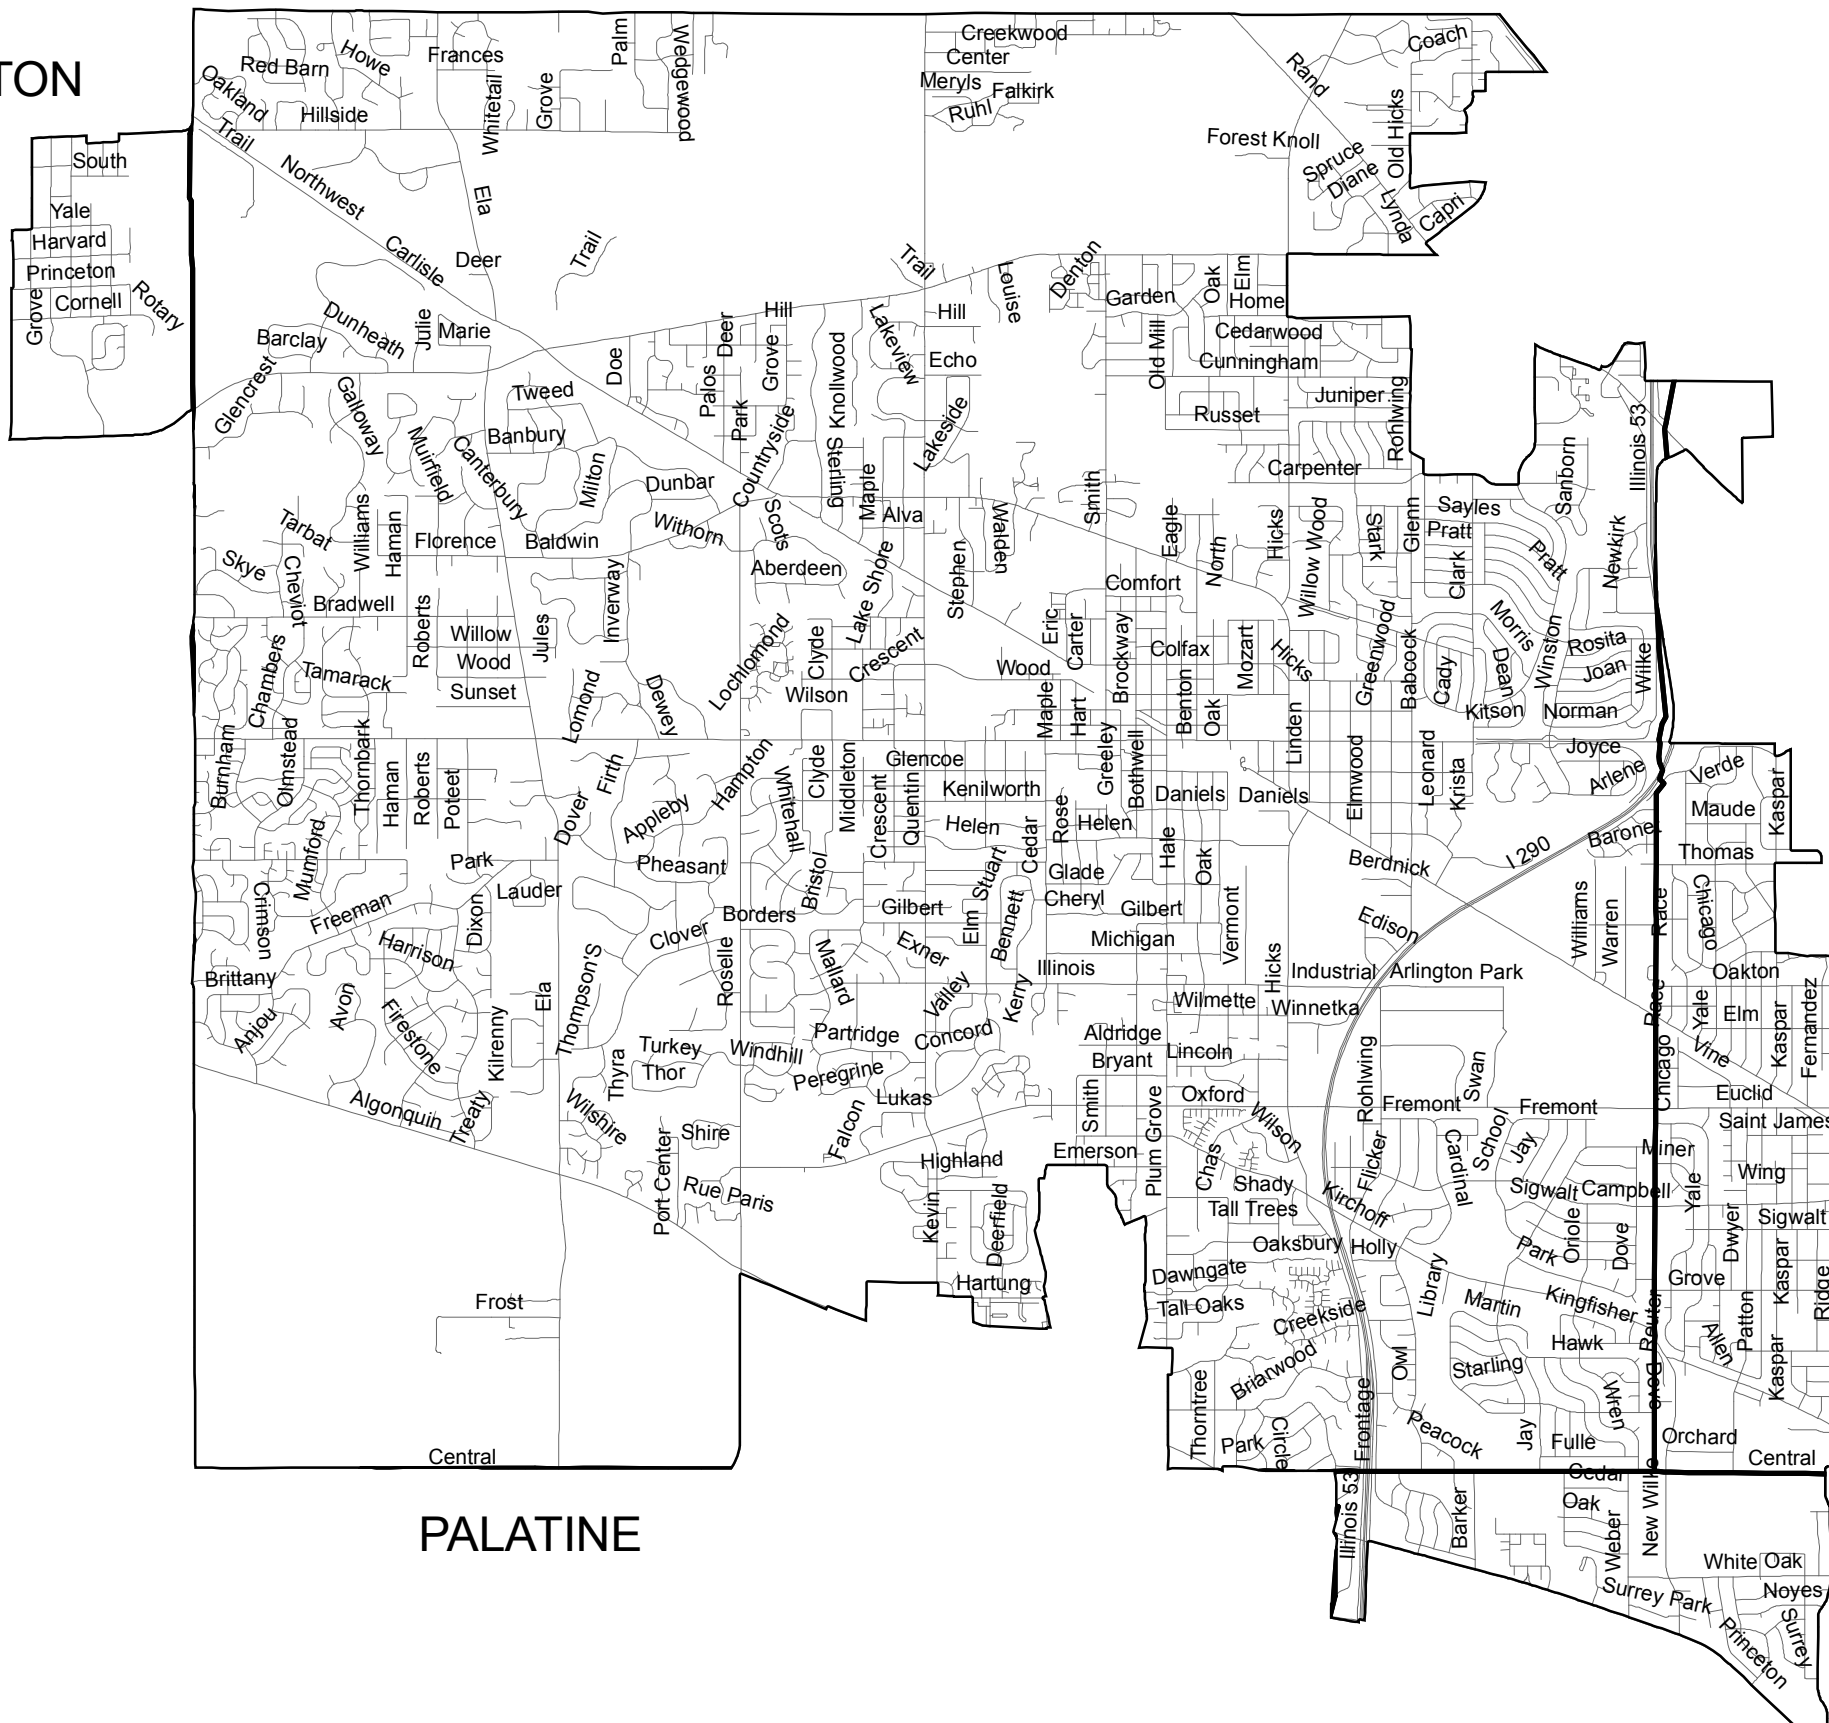 TON
Palm
Wedgewood
Creekwood
Coach
Howe
Frances
Center
Red Barn
Rand
Oakland
Whitetail
Grove
Meryls
Falkirk
Ruhl
Hillside
Old Hicks
Trail
Forest Knoll
South
Spruce
Northwest
Diane
Ela
Lynda
Capri
Yale
Harvard
Carlisle
Deer
Trail
Trail
Denton
Princeton
Louise
Oak
Elm
Cornell
Rotary
Grove
Garden
Home
Dunheath
Julie
Marie
Deer
Hill
Lakeview
Hill
Barclay
Cedarwood
Old Mill
Cunningham
Doe
Grove
Knollwood
Echo
Glencrest
Galloway
Tweed
Palos
Park
Juniper
Rohlwing
Russet
Illinois 53
Banbury
Countryside
Lakeside
Muirfield
Canterbury
Milton
Dunbar
Sterling
Maple
Smith
Carpenter
Sanborn
Tarbat
Williams
Haman
Florence
Baldwin
Withorn
Scots
Alva
Walden
Eagle
North
Hicks
Willow Wood
Stark
Glenn
Sayles
Pratt
Pratt
Clark
Newkirk
Skye
Cheviot
Aberdeen
Lake Shore
Stephen
Comfort
Bradwell
Roberts
Inverway
Willow
Jules
Lochlomond
Clyde
Crescent
Eric
Carter
Brockway
Colfax
Mozart
Hicks
Greenwood
Babcock
Morris
Winston
Rosita
Wood
Wood
Chambers
Tamarack
Sunset
Lomond
Dewey
Wilson
Maple
Hart
Benton
Oak
Cady
Dean
Joan
Wilke
Kitson
Norman
Burnham
Olmstead
Thornbark
Haman
Roberts
Poteet
Firth
Hampton
Clyde
Middleton
Glencoe
Greeley
Bothwell
Linden
Leonard
Joyce
Arlene
Verde
Kaspar
Dover
Appleby
Whitehall
Crescent
Quentin
Kenilworth
Daniels
Daniels
Elmwood
Krista
Maude
Mumford
Helen
Cedar
Rose
Helen
Hale
Oak
Barone
Thomas
Park
Pheasant
Bristol
Stuart
Glade
Berdnick
I 290
Crimson
Lauder
Cheryl
Williams
Warren
Race
Chicago
Freeman
Dixon
Borders
Gilbert
Elm
Bennett
Gilbert
Vermont
Edison
Harrison
Clover
Exner
Michigan
Brittany
Thompson'S
Roselle
Mallard
Illinois
Hicks
Industrial
Arlington Park
Oakton
Avon
Ela
Valley
Kerry
Wilmette
Winnetka
Race
Yale
Elm
Kaspar
Fernandez
Anjou
Firestone
Kilrenny
Partridge
Concord
Aldridge
Turkey
Windhill
Bryant
Lincoln
Rohlwing
Swan
Chicago
Vine
Thyra
Thor
Peregrine
Algonquin
Treaty
Wilshire
Lukas
Smith
Plum Grove
Oxford
Fremont
Fremont
Euclid
Port Center
Shire
Falcon
Wilson
Flicker
Cardinal
School
Jay
Saint James
Emerson
Highland
Chas
Miner
Wing
Rue Paris
Kevin
Deerfield
Shady
Kirchoff
Sigwalt
Campbell
Yale
Tall Trees
Oriole
Dove
Dwyer
Sigwalt
Oaksbury
Holly
Park
Kaspar
Dawngate
Hartung
Library
Grove
Ridge
Frost
Tall Oaks
Creekside
Martin
Kingfisher
Reuter
Patton
Hawk
Allen
Briarwood
Owl
Starling
Kaspar
Thorntree
Wren
Dove
Frontage
Peacock
Jay
Central
Park
Circle
Fulle
Orchard
Central
Cedar
Illinois 53
Barker
Oak
New Wilke
PALATINE
Weber
White Oak
Surrey Park
Noyes
Princeton
Surrey